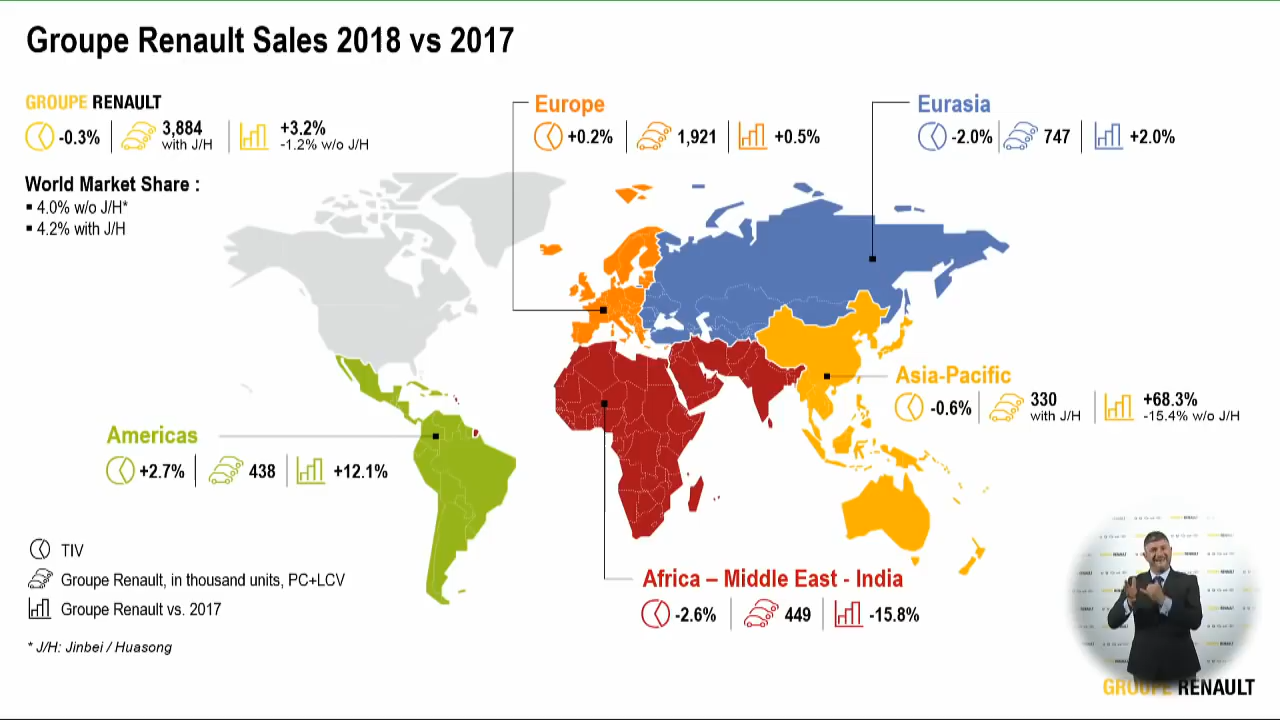 Groupe Renault Sales 2018 vs 2017
GROUPE RENAULT
-0.3%
3,884
with J/H
+3.2%
-1.2% w/o J/H
World Market Share :
▪ 4.0% w/o J/H*
▪ 4.2% with J/H
Europe
+0.2%
1,921
+0.5%
Eurasia
-2.0%
747
+2.0%
Asia-Pacific
-0.6%
330
with J/H
+68.3%
-15.4% w/o J/H
Americas
+2.7%
438
+12.1%
Africa – Middle East - India
-2.6%
449
-15.8%
TIV
Groupe Renault, in thousand units, PC+LCV
Groupe Renault vs. 2017
* J/H: Jinbei / Huasong
GROUPE RENAULT